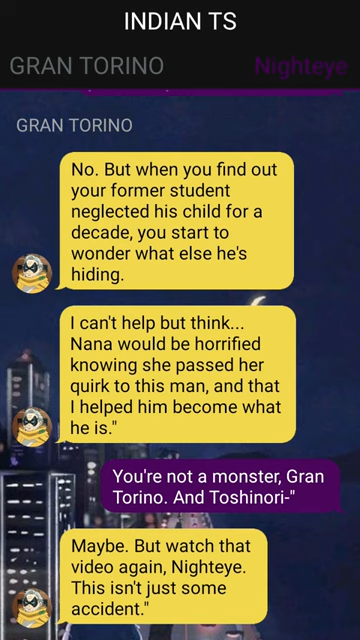 INDIAN TS
GRAN TORINO
Nighteye
GRAN TORINO
No. But when you find out
your former student
neglected his child for a
decade, you start to
wonder what else he's
hiding.
I can't help but think...
Nana would be horrified
knowing she passed her
quirk to this man, and that
I helped him become what
he is."
You're not a monster, Gran
Torino. And Toshinori-"
Maybe. But watch that
video again, Nighteye.
This isn't just some
accident."